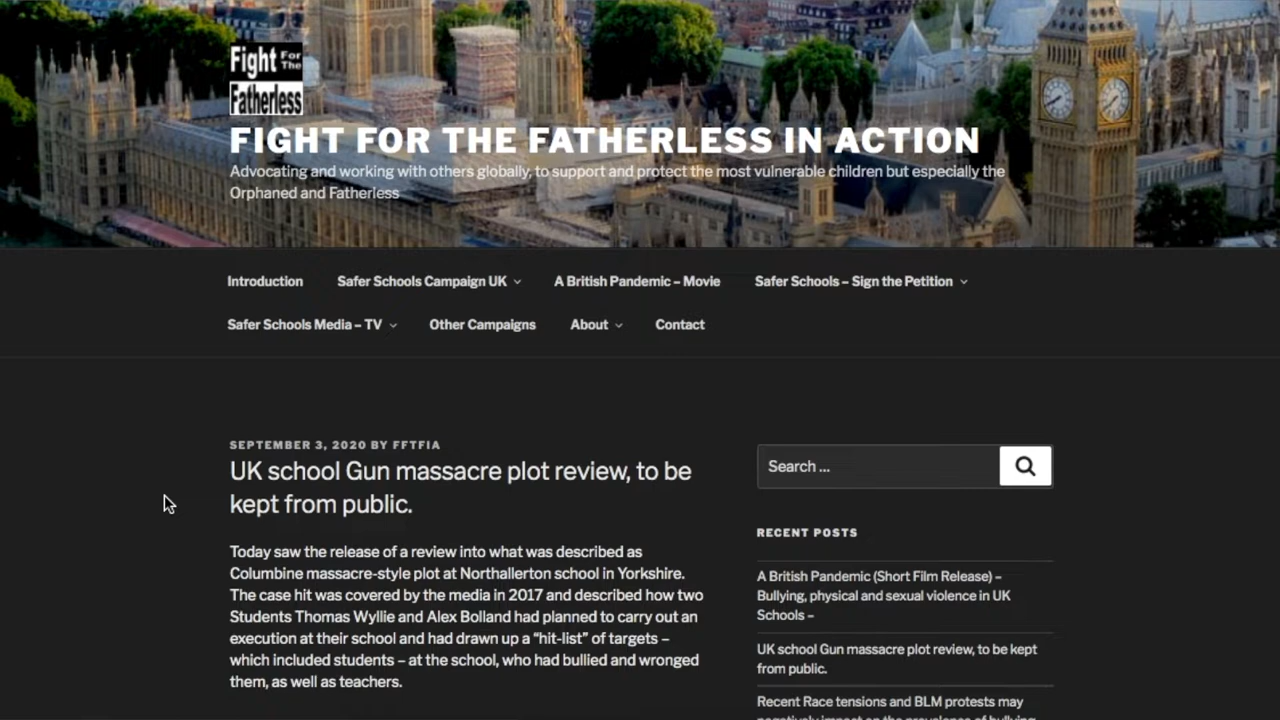 Fight For
The
Fatherless
FIGHT FOR THE FATHERLESS IN ACTION
Advocating and working with others globally, to support and protect the most vulnerable children but especially the
Orphaned and Fatherless
Introduction
Safer Schools Campaign UK
A British Pandemic – Movie
Safer Schools – Sign the Petition
Safer Schools Media – TV
Other Campaigns
About
Contact
SEPTEMBER 3, 2020 BY FFTFIA
UK school Gun massacre plot review, to be
kept from public.
Today saw the release of a review into what was described as
Columbine massacre-style plot at Northallerton school in Yorkshire.
The case hit was covered by the media in 2017 and described how two
Students Thomas Wyllie and Alex Bolland had planned to carry out an
execution at their school and had drawn up a “hit-list” of targets –
which included students – at the school, who had bullied and wronged
them, as well as teachers.
Search ...
RECENT POSTS
A British Pandemic (Short Film Release) –
Bullying, physical and sexual violence in UK
Schools –
UK school Gun massacre plot review, to be kept
from public.
Recent Race tensions and BLM protests may
negatively impact on the prevalence of bullying